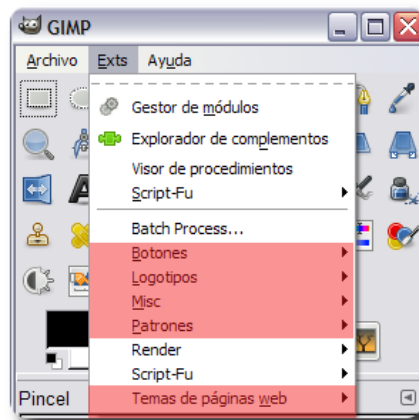 GIMP
Archivo Exts Ayuda
Gestor de módulos
Explorador de complementos
Visor de procedimientos
Script-Fu
Batch Process...
Botones
Logotipos
Misc
Patrones
Render
Script-Fu
Temas de páginas web
Pincel